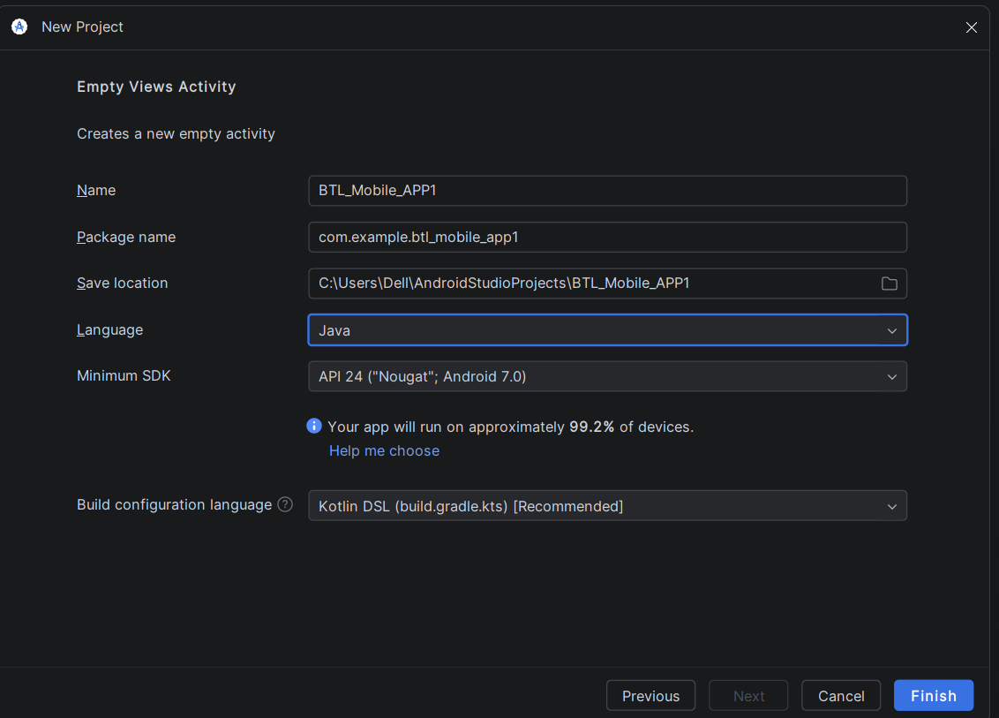 New Project
Empty Views Activity
Creates a new empty activity
Name BTL_Mobile_APP1
Package name com.example.btl_mobile_app1
Save location C:\Users\Dell\AndroidStudioProjects\BTL_Mobile_APP1
Language Java
Minimum SDK API 24 ("Nougat"; Android 7.0)
Your app will run on approximately 99.2% of devices.
Help me choose
Build configuration language ? Kotlin DSL (build.gradle.kts) [Recommended]
Previous Next Cancel Finish